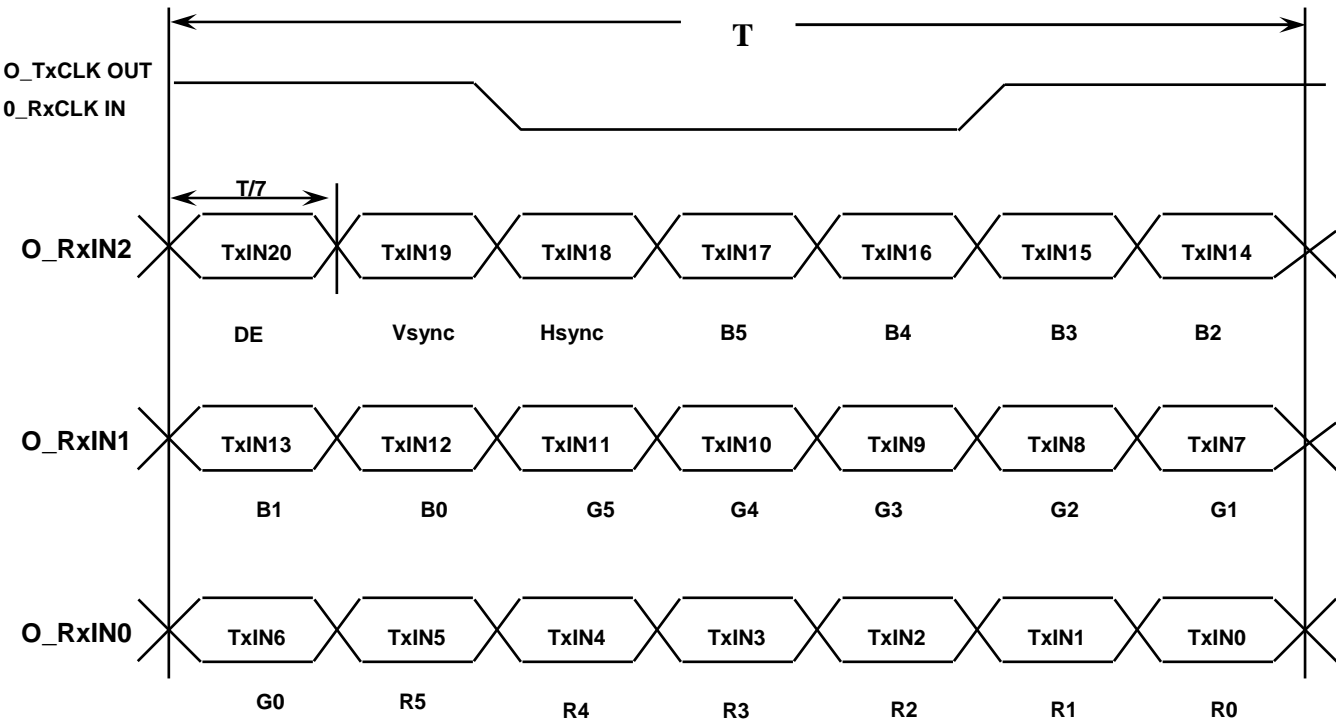 T
O_TxCLK OUT
0_RxCLK IN
T/7
O_RxIN2 TxIN20 TxIN19 TxIN18 TxIN17 TxIN16 TxIN15 TxIN14
DE Vsync Hsync B5 B4 B3 B2
O_RxIN1 TxIN13 TxIN12 TxIN11 TxIN10 TxIN9 TxIN8 TxIN7
B1 B0 G5 G4 G3 G2 G1
O_RxIN0 TxIN6 TxIN5 TxIN4 TxIN3 TxIN2 TxIN1 TxIN0
G0 R5 R4 R3 R2 R1 R0